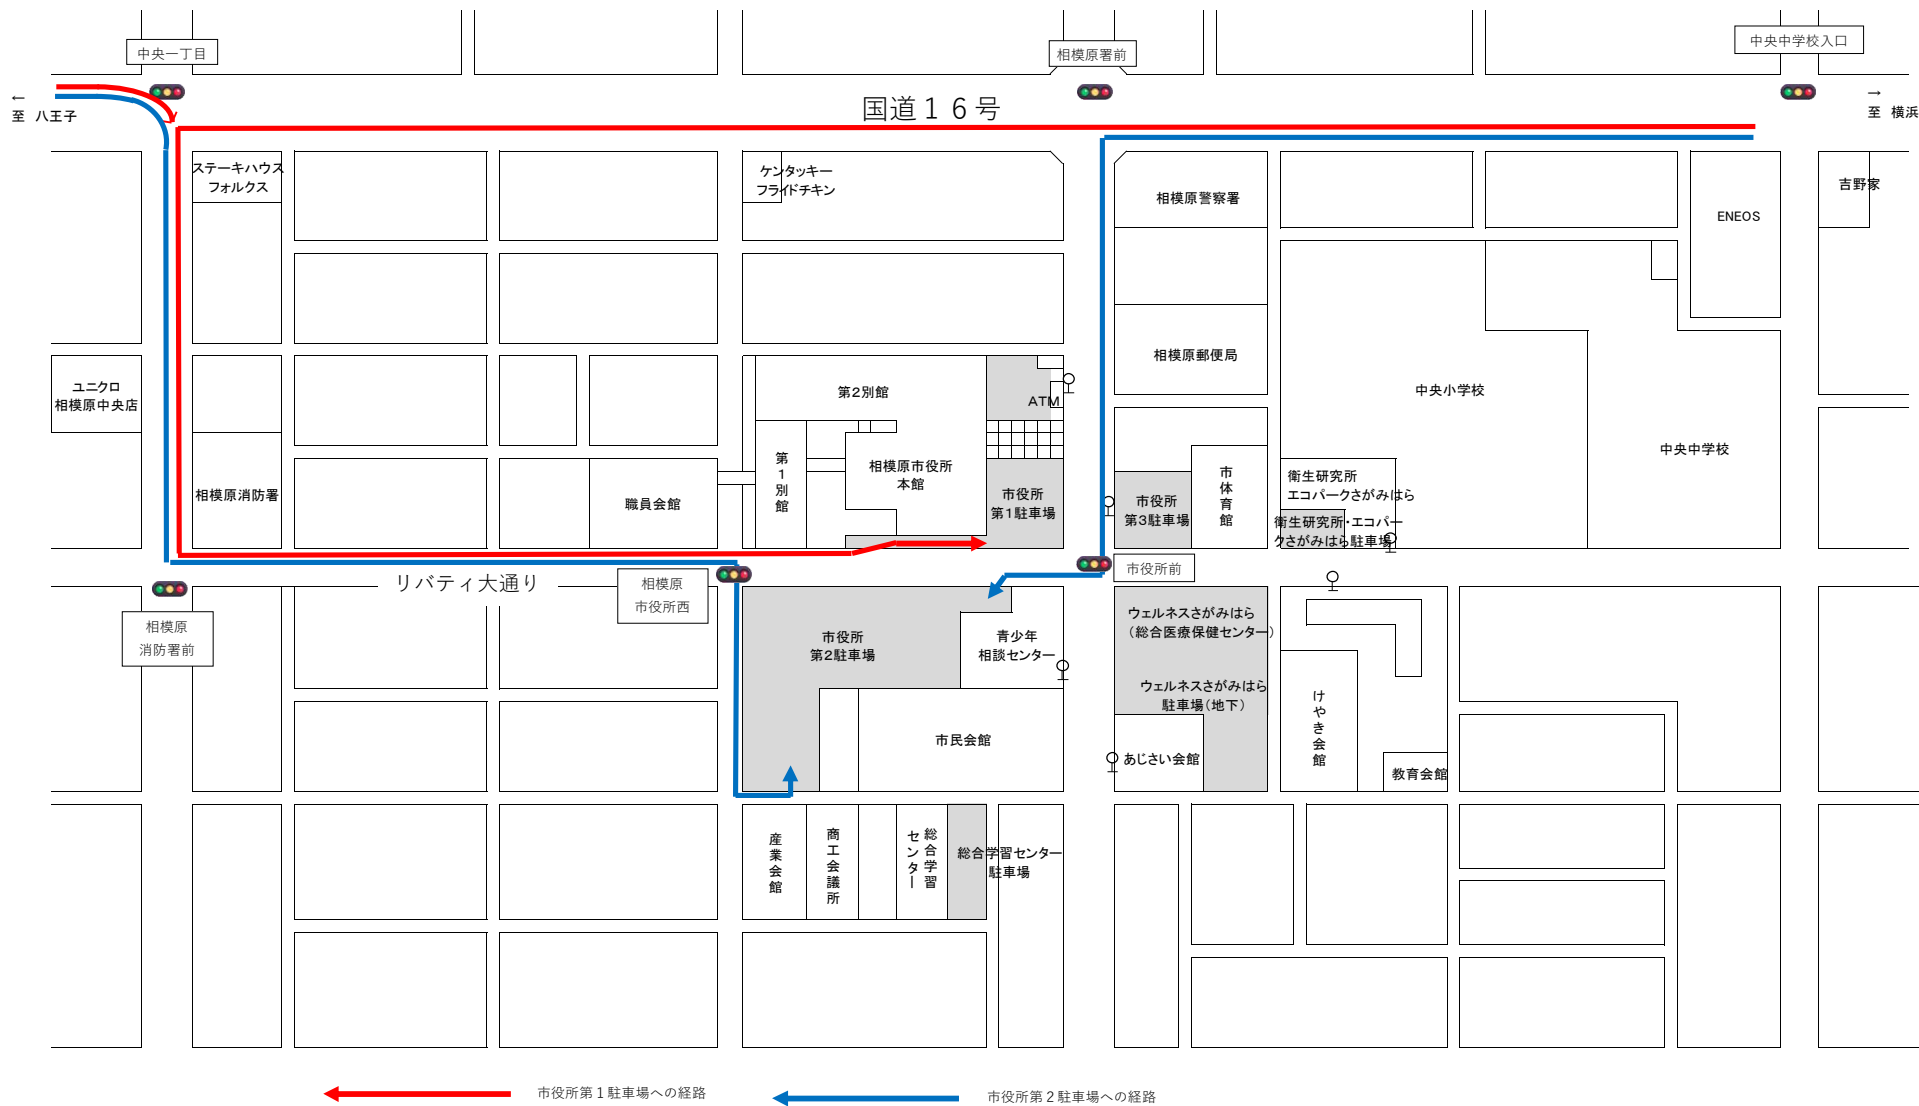 中央一丁目
相模原署前
中央中学校入口
←
至 八王子
国道16号
→
至 横浜
ステーキハウス
フォルクス
ケンタッキー
フライドチキン
相模原警察署
ENEOS
吉野家
ユニクロ
相模原中央店
第2別館
ATM
相模原郵便局
中央小学校
中央中学校
相模原消防署
職員会館
第1別館
相模原市役所
本館
市役所
第1駐車場
市役所
第3駐車場
市体育館
衛生研究所
エコパークさがみはら
衛生研究所・エコパー
クさがみはら駐車場
リバティ大通り
相模原
市役所西
市役所前
相模原
消防署前
市役所
第2駐車場
青少年
相談センター
ウェルネスさがみはら
（総合医療保健センター）
ウェルネスさがみはら
駐車場（地下）
けやき会館
市民会館
あじさい会館
教育会館
産業会館
商工会議所
総合学習
センター
総合学習センター
駐車場
市役所第1駐車場への経路
市役所第2駐車場への経路